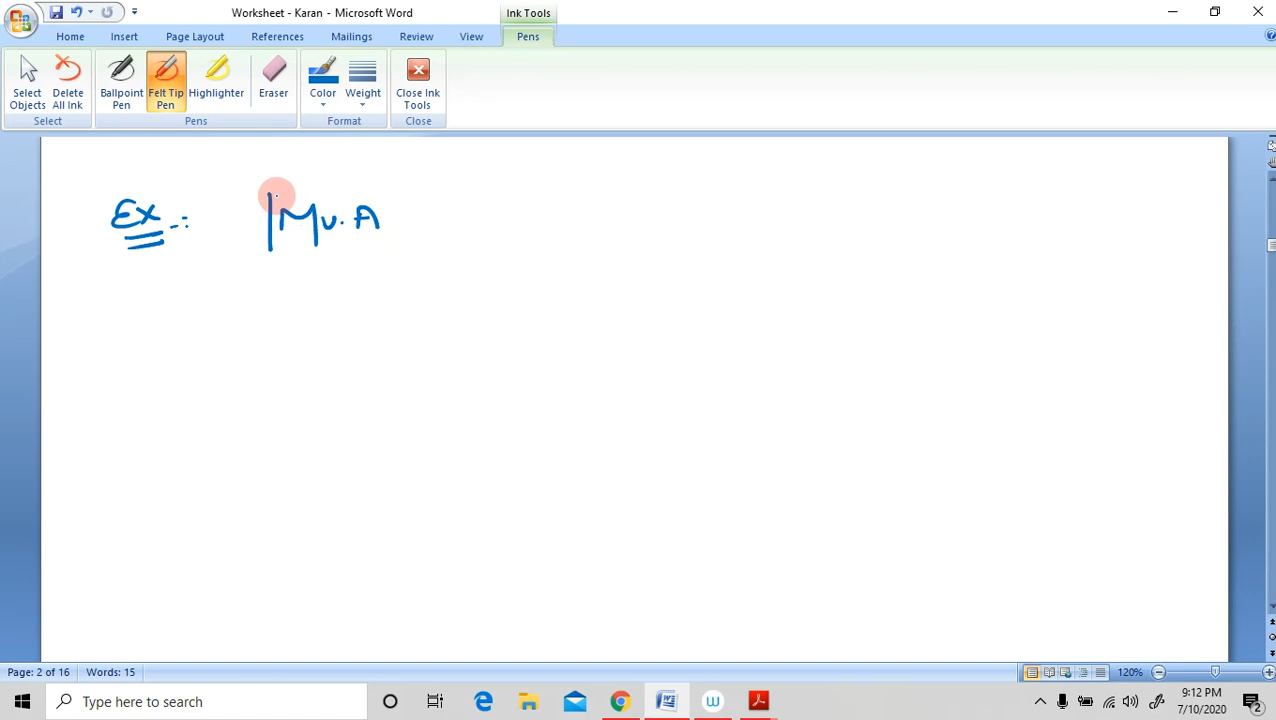 Worksheet - Karan - Microsoft Word
Ink Tools
Home Insert Page Layout References Mailings Review View Pens
Select Objects
Delete All Ink
Ballpoint Pen
Felt Tip Pen
Highlighter
Eraser
Color
Weight
Close Ink Tools
Select Pens Format Close
Ex :- |Mv.A
Page: 2 of 16 Words: 15 120%
Type here to search
9:12 PM
7/10/2020
2